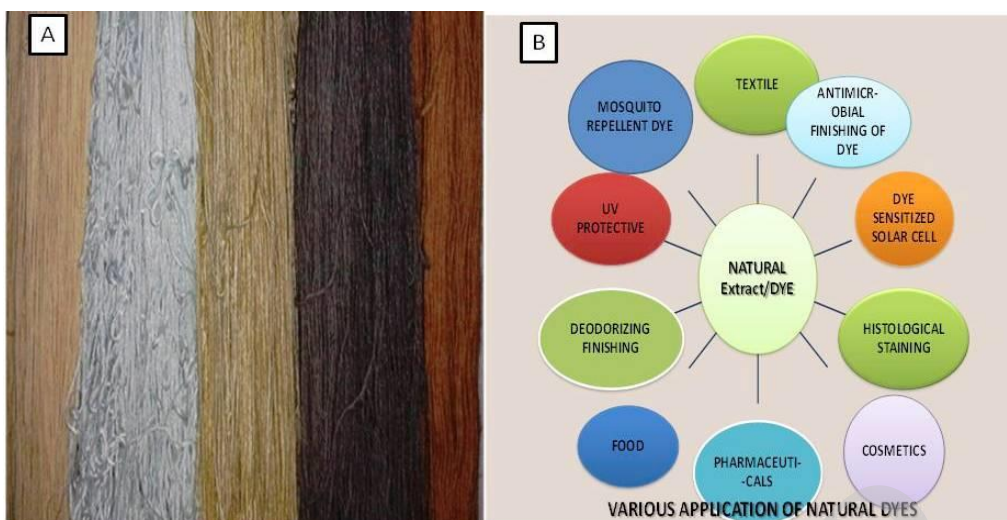 A
B
TEXTILE
MOSQUITO
REPELLENT DYE
ANTIMICR-
OBIAL
FINISHING OF
DYE
UV
PROTECTIVE
DYE
SENSITIZED
SOLAR CELL
NATURAL
Extract/DYE
DEODORIZING
FINISHING
HISTOLOGICAL
STAINING
FOOD
PHARMACEUTI-
-CALS
COSMETICS
VARIOUS APPLICATION OF NATURAL DYES